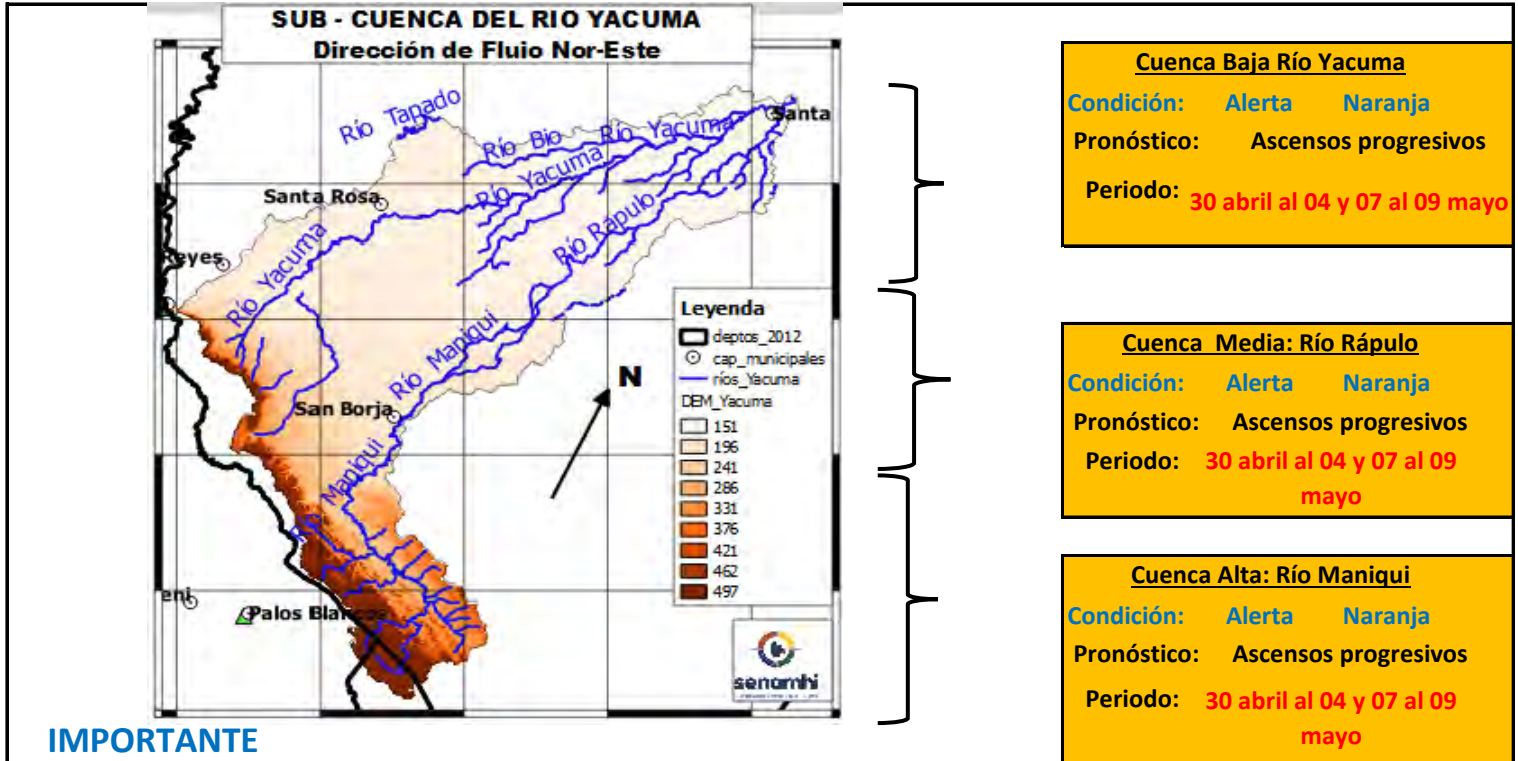 SUB - CUENCA DEL RIO YACUMA
Dirección de Fluio Nor-Este
Río Tapado
Río Bio
Río Yacuma
Santa
Río Yacuma
Santa Rosa
Río Rápulo
Reyes
Río Yacuma
Río Maniqui
San Borja
Río Maniqui
eni
Palos Blancos
N
Leyenda
deptos_2012
cap_municipales
ríos_Yacuma
DEM_Yacuma
151
196
241
286
331
376
421
462
497
senamhi
Cuenca Baja Río Yacuma
Condición: Alerta Naranja
Pronóstico: Ascensos progresivos
Periodo: 30 abril al 04 y 07 al 09 mayo
Cuenca Media: Río Rápulo
Condición: Alerta Naranja
Pronóstico: Ascensos progresivos
Periodo: 30 abril al 04 y 07 al 09
mayo
Cuenca Alta: Río Maniqui
Condición: Alerta Naranja
Pronóstico: Ascensos progresivos
Periodo: 30 abril al 04 y 07 al 09
mayo
IMPORTANTE